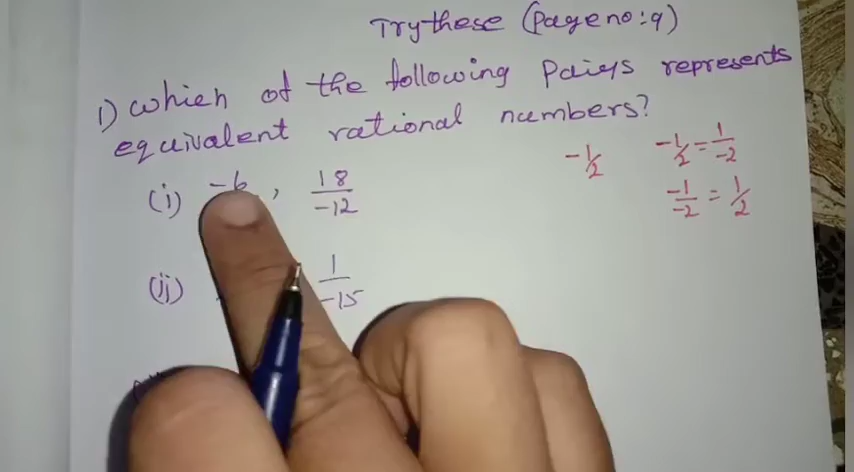 Try these (Page no: 9)
1) Which of the following Pairs represents
equivalent rational numbers?
-1/2 -1/2 = 1/-2
(i) -6 , 18/-12 -1/-2 = 1/2
(ii) 1/-15